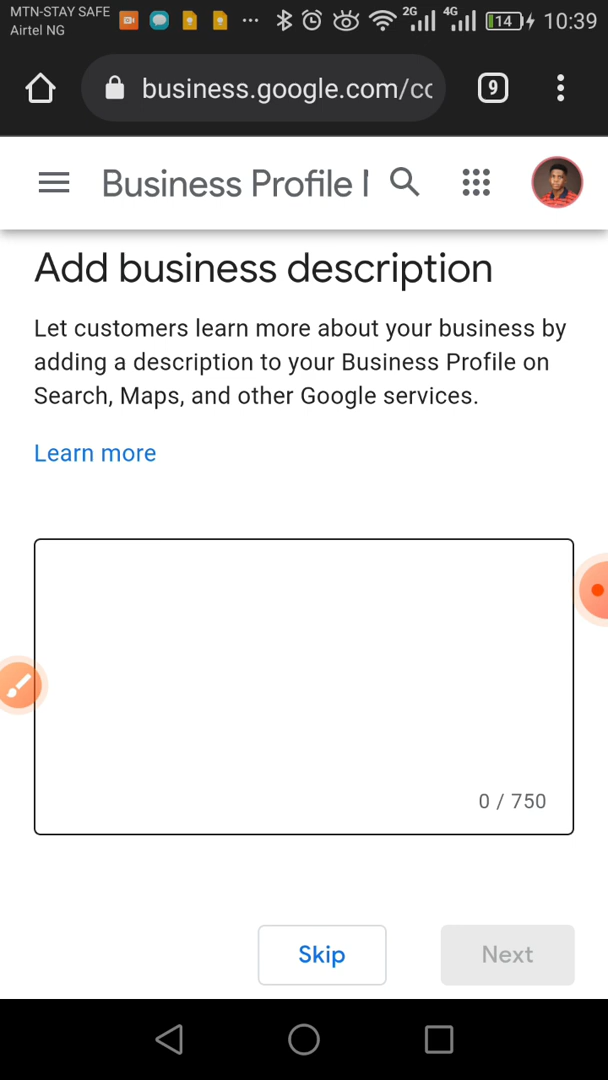 MTN-STAY SAFE
Airtel NG
2G 4G 14 10:39
business.google.com/cc 9
Business Profile
Add business description
Let customers learn more about your business by
adding a description to your Business Profile on
Search, Maps, and other Google services.
Learn more
0 / 750
Skip Next